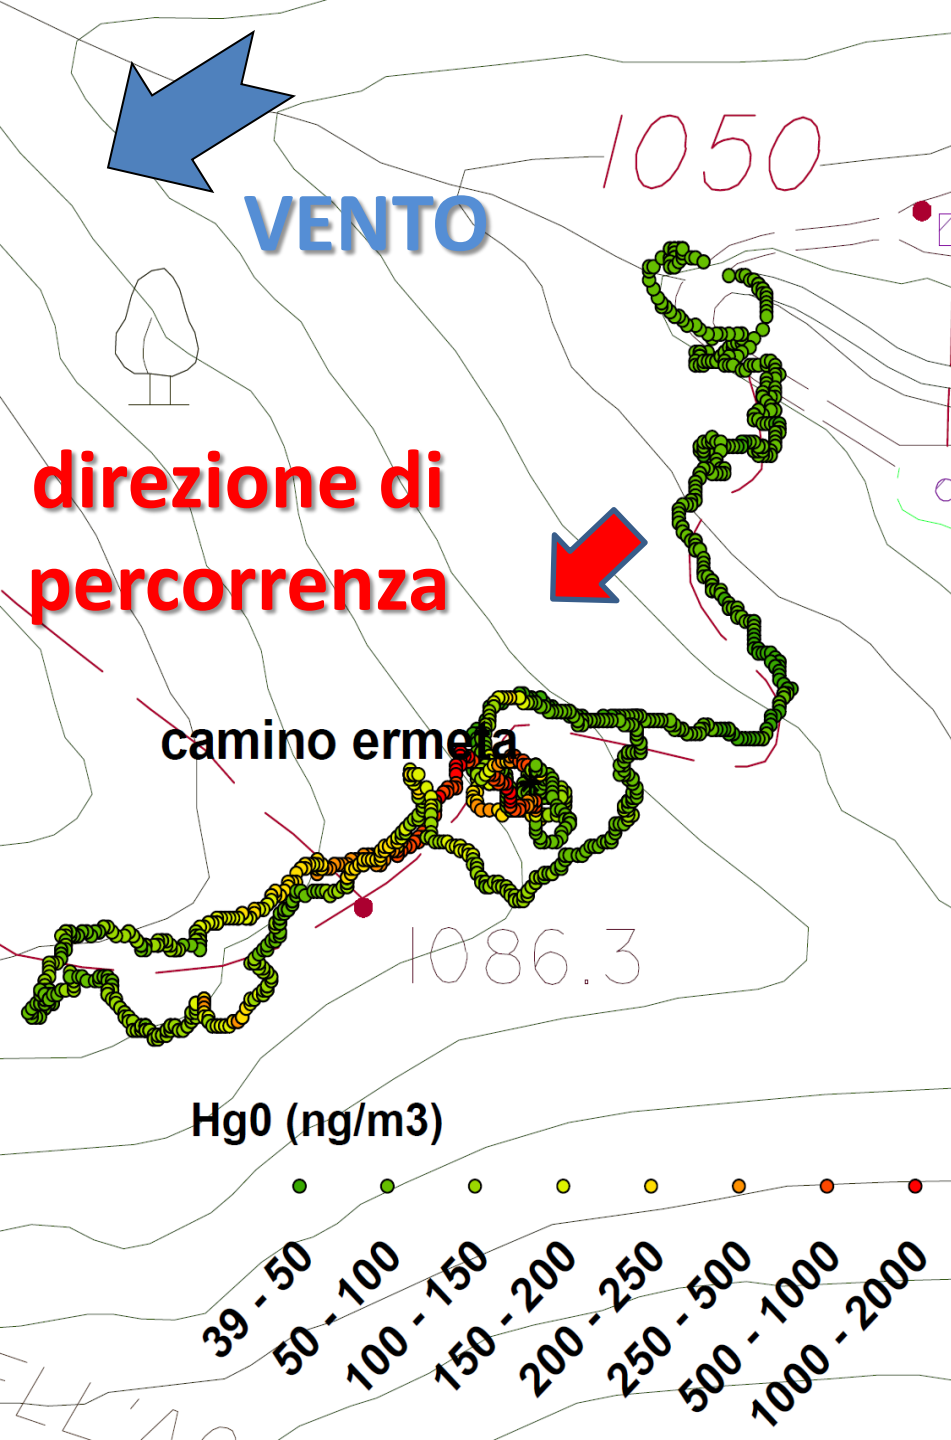 1050
VENTO
direzione di
percorrenza
camino ermeta
1086.3
Hg0 (ng/m3)
39 - 50
50 - 100
100 - 150
150 - 200
200 - 250
250 - 500
500 - 1000
1000 - 2000